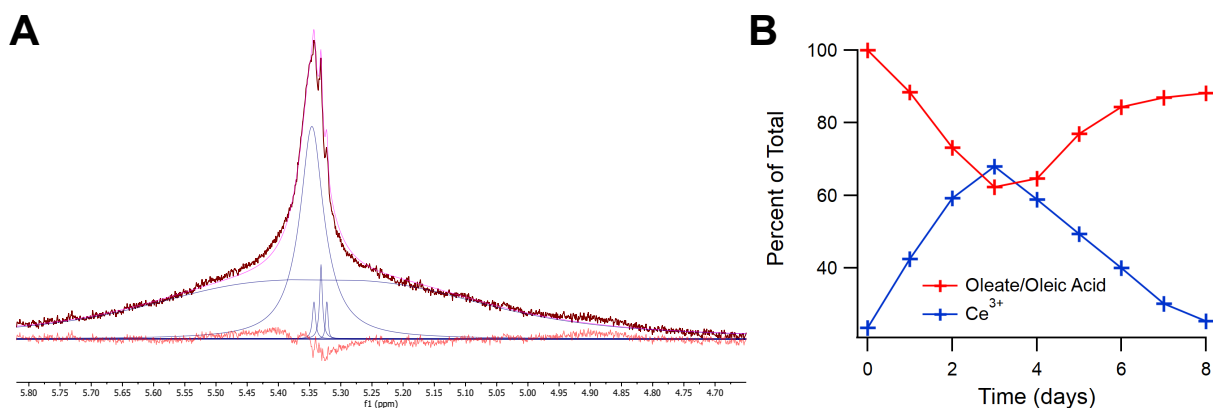 A
5.80 5.75 5.70 5.65 5.60 5.55 5.50 5.45 5.40 5.35 5.30 5.25 5.20 5.15 5.10 5.05 5.00 4.95 4.90 4.85 4.80 4.75 4.70
f1 (ppm)
B
100
80
60
40
Percent of Total
Oleate/Oleic Acid
Ce³⁺
0 2 4 6 8
Time (days)